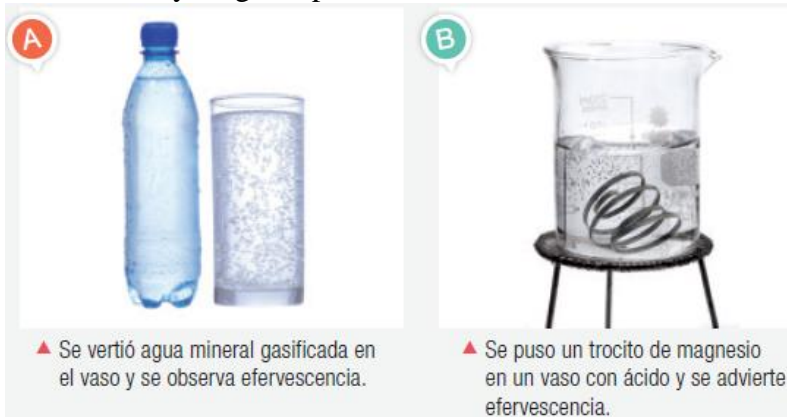 A
B
▲ Se vertió agua mineral gasificada en
el vaso y se observa efervescencia.
▲ Se puso un trocito de magnesio
en un vaso con ácido y se advierte
efervescencia.